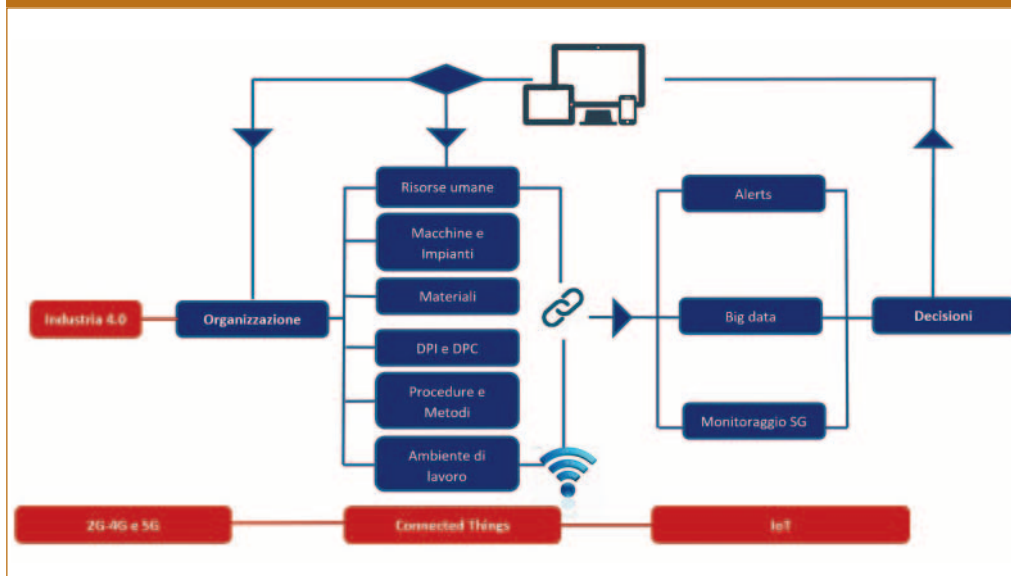 Risorse umane
Alerts
Macchine e
Impianti
Materiali
Industria 4.0
Organizzazione
Big data
Decisioni
DPI e DPC
Procedure e
Metodi
Monitoraggio SG
Ambiente di
lavoro
2G-4G e 5G
Connected Things
IoT